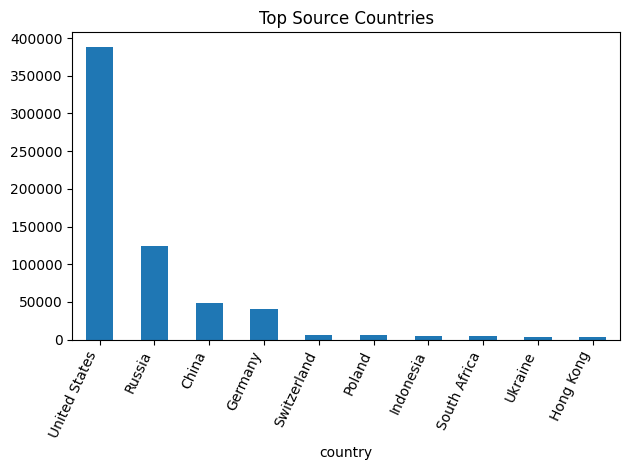 Top Source Countries
400000
350000
300000
250000
200000
150000
100000
50000
0
United States
Russia
China
Germany
Switzerland
Poland
Indonesia
South Africa
Ukraine
Hong Kong
country